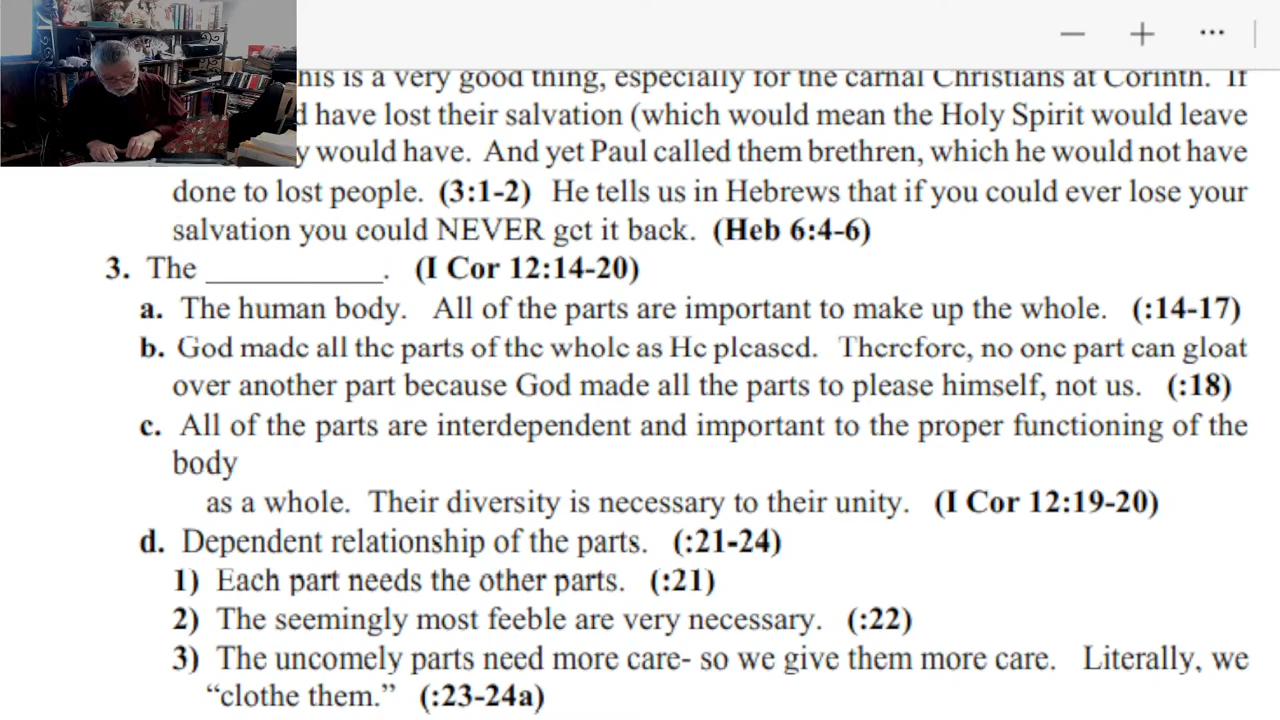 his is a very good thing, especially for the carnal Christians at Corinth. If
d have lost their salvation (which would mean the Holy Spirit would leave
y would have. And yet Paul called them brethren, which he would not have
done to lost people. (3:1-2) He tells us in Hebrews that if you could ever lose your
salvation you could NEVER get it back. (Heb 6:4-6)
3. The ___________. (I Cor 12:14-20)
a. The human body. All of the parts are important to make up the whole. (:14-17)
b. God made all the parts of the whole as He pleased. Therefore, no one part can gloat
over another part because God made all the parts to please himself, not us. (:18)
c. All of the parts are interdependent and important to the proper functioning of the
body
as a whole. Their diversity is necessary to their unity. (I Cor 12:19-20)
d. Dependent relationship of the parts. (:21-24)
1) Each part needs the other parts. (:21)
2) The seemingly most feeble are very necessary. (:22)
3) The uncomely parts need more care- so we give them more care. Literally, we
“clothe them.” (:23-24a)